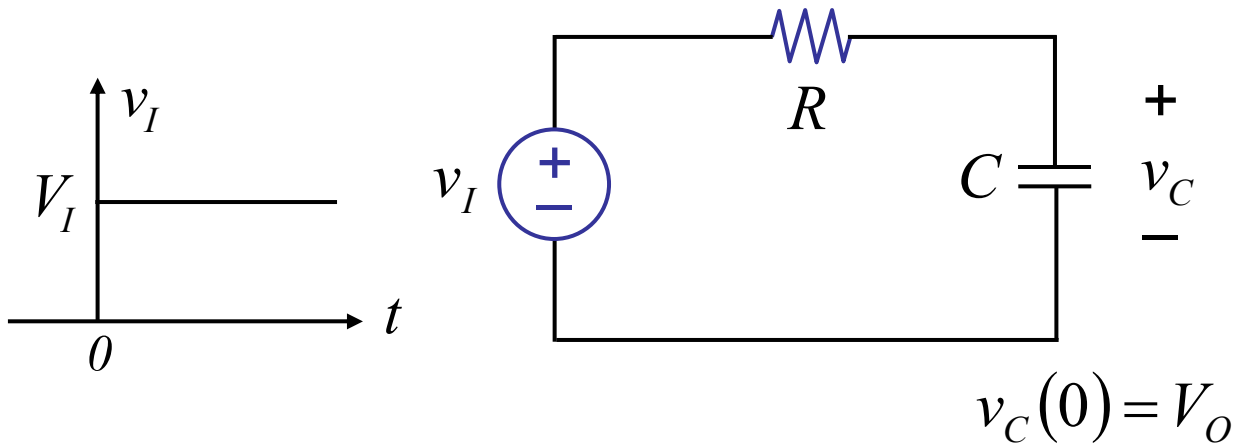 v_I
V_I
t
0
R
+
v_I
−
C
+
v_C
−
v_C(0) = V_O